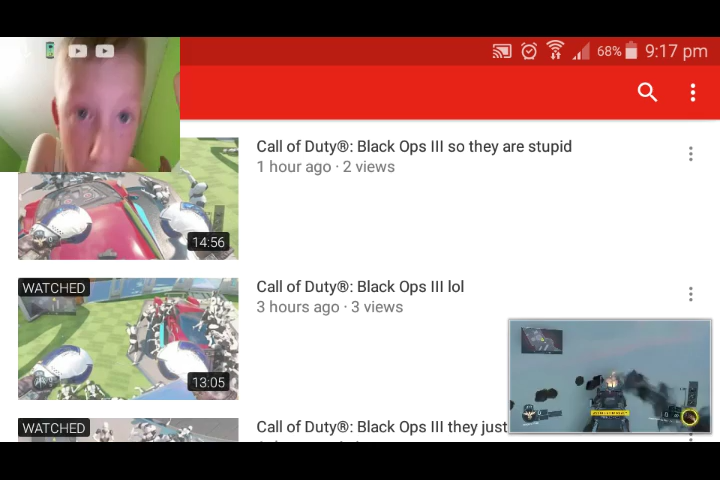 68% 9:17 pm
Call of Duty®: Black Ops III so they are stupid
1 hour ago · 2 views
14:56
WATCHED
Call of Duty®: Black Ops III lol
3 hours ago · 3 views
13:05
WATCHED
Call of Duty®: Black Ops III they just